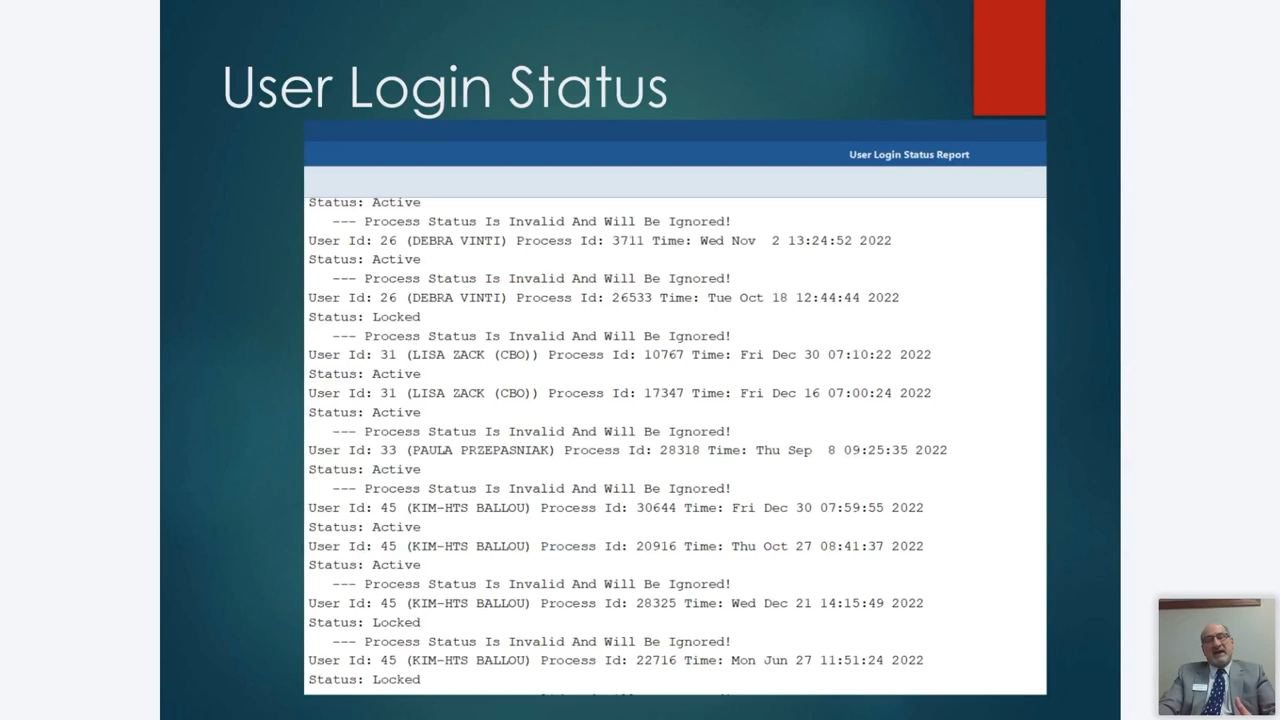 User Login Status
User Login Status Report
Status: Active
--- Process Status Is Invalid And Will Be Ignored!
User Id: 26 (DEBRA VINTI) Process Id: 3711 Time: Wed Nov  2 13:24:52 2022
Status: Active
--- Process Status Is Invalid And Will Be Ignored!
User Id: 26 (DEBRA VINTI) Process Id: 26533 Time: Tue Oct 18 12:44:44 2022
Status: Locked
--- Process Status Is Invalid And Will Be Ignored!
User Id: 31 (LISA ZACK (CBO)) Process Id: 10767 Time: Fri Dec 30 07:10:22 2022
Status: Active
User Id: 31 (LISA ZACK (CBO)) Process Id: 17347 Time: Fri Dec 16 07:00:24 2022
Status: Active
--- Process Status Is Invalid And Will Be Ignored!
User Id: 33 (PAULA PRZEPASNIAK) Process Id: 28318 Time: Thu Sep  8 09:25:35 2022
Status: Active
--- Process Status Is Invalid And Will Be Ignored!
User Id: 45 (KIM-HTS BALLOU) Process Id: 30644 Time: Fri Dec 30 07:59:55 2022
Status: Active
User Id: 45 (KIM-HTS BALLOU) Process Id: 20916 Time: Thu Oct 27 08:41:37 2022
Status: Active
--- Process Status Is Invalid And Will Be Ignored!
User Id: 45 (KIM-HTS BALLOU) Process Id: 28325 Time: Wed Dec 21 14:15:49 2022
Status: Locked
--- Process Status Is Invalid And Will Be Ignored!
User Id: 45 (KIM-HTS BALLOU) Process Id: 22716 Time: Mon Jun 27 11:51:24 2022
Status: Locked